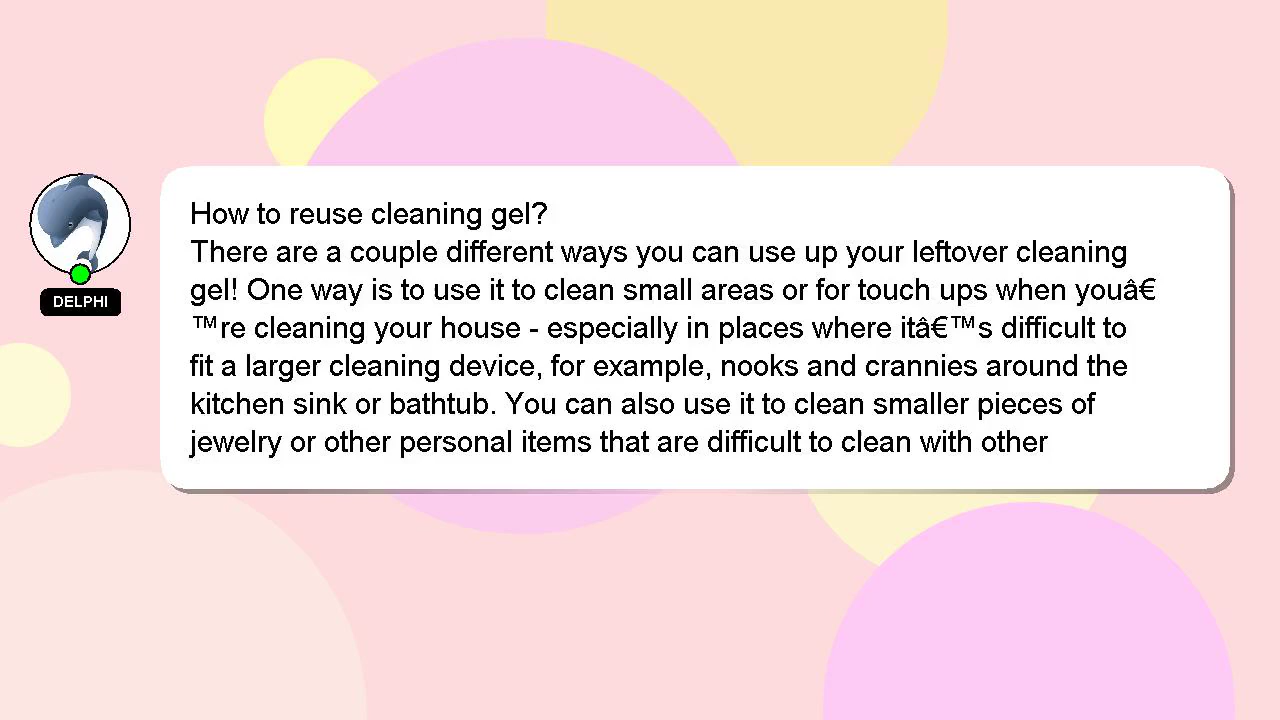 How to reuse cleaning gel?
There are a couple different ways you can use up your leftover cleaning
gel! One way is to use it to clean small areas or for touch ups when youâ€
™re cleaning your house - especially in places where itâ€™s difficult to
fit a larger cleaning device, for example, nooks and crannies around the
kitchen sink or bathtub. You can also use it to clean smaller pieces of
jewelry or other personal items that are difficult to clean with other
DELPHI